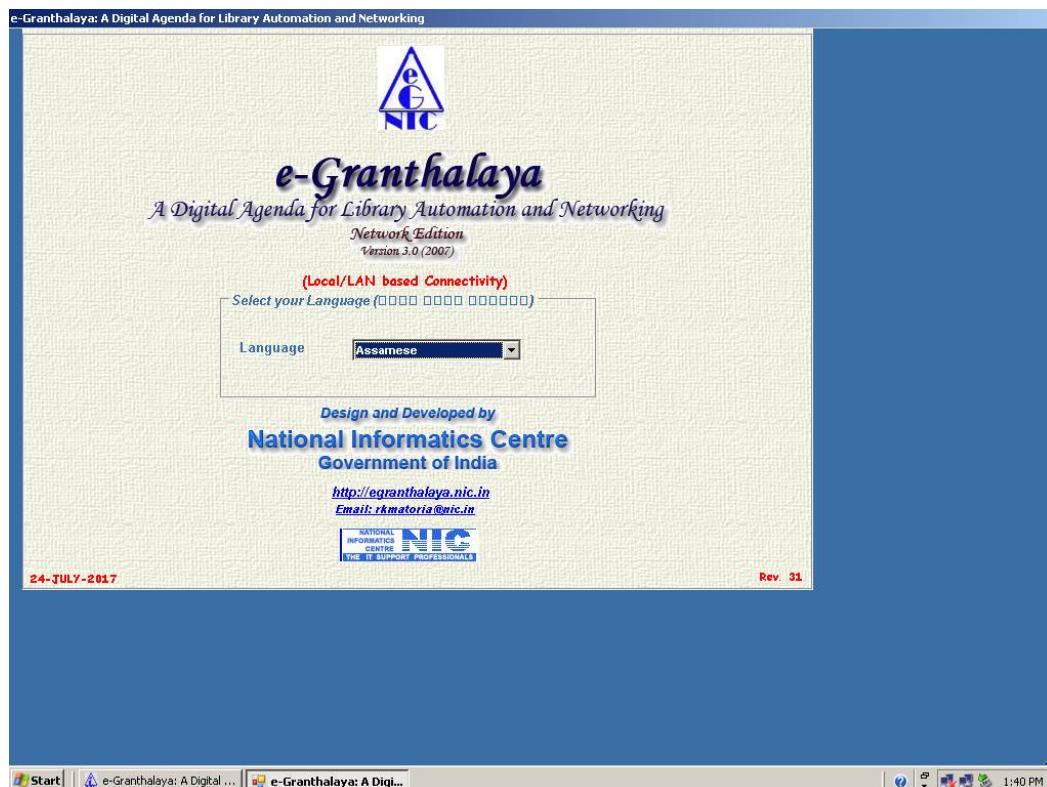 e-Granthalaya: A Digital Agenda for Library Automation and Networking
e
G
NIC
e-Granthalaya
A Digital Agenda for Library Automation and Networking
Network Edition
Version 3.0 (2007)
(Local/LAN based Connectivity)
Select your Language (□□□□ □□□□ □□□□□□)
Language Assamese
Design and Developed by
National Informatics Centre
Government of India
http://egranthalaya.nic.in
Email: rkmatoria@nic.in
NATIONAL
INFORMATICS
CENTRE
NIC
THE IT SUPPORT PROFESSIONALS
24-JULY-2017 Rev. 31
Start e-Granthalaya: A Digital ... e-Granthalaya: A Digi... 1:40 PM